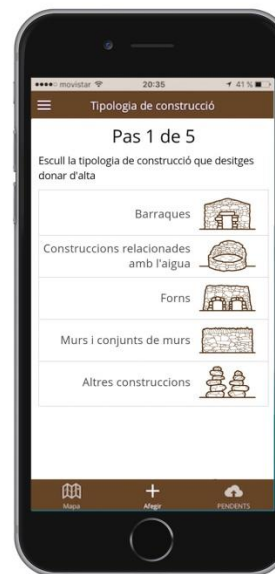 movistar 20:35 41 %
Tipologia de construcció
Pas 1 de 5
Escull la tipologia de construcció que desitges
donar d'alta
Barraques
Construccions relacionades
amb l'aigua
Forns
Murs i conjunts de murs
Altres construccions
Mapa Afegir PENDENTS